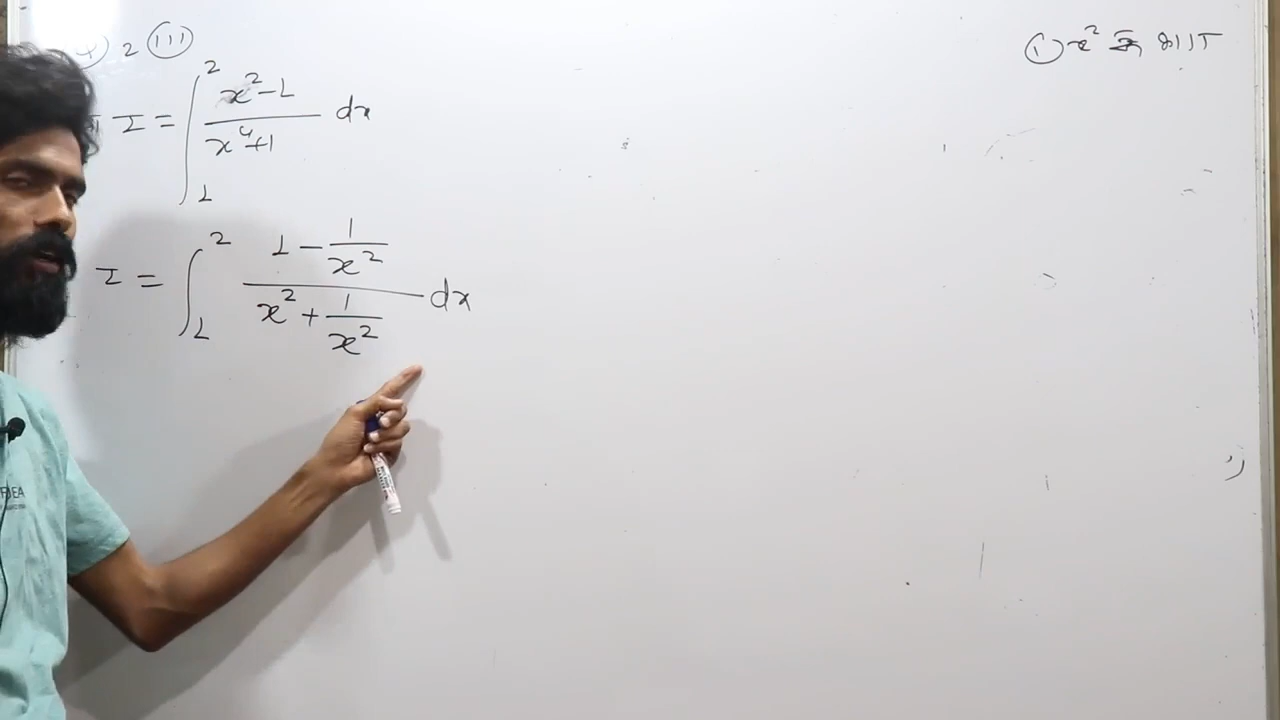 2 (iii)
I = ∫₁² (x²-1)/(x⁴+1) dx
I = ∫₁² (1 - 1/x²)/(x² + 1/x²) dx
① x² से भाग